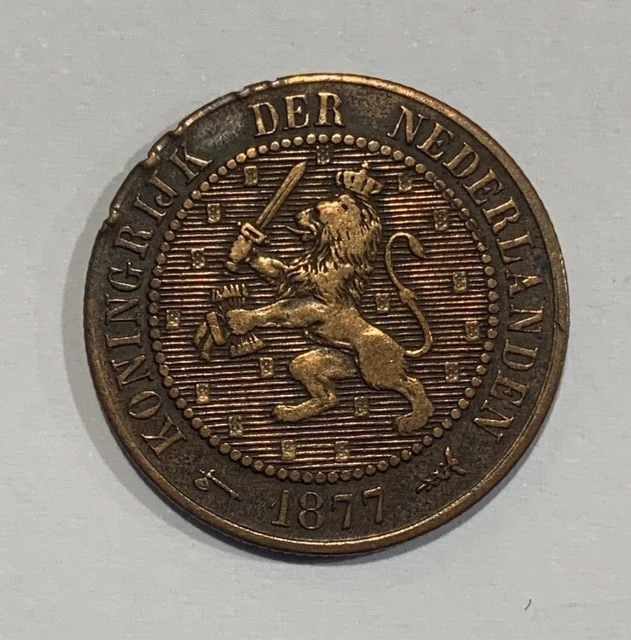 KONINGRIJK DER NEDERLANDEN
1877